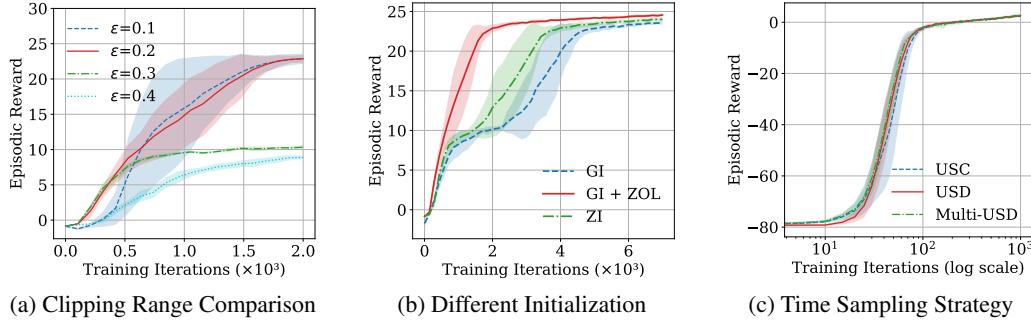 30
25
20
15
10
5
0
0.0 0.5 1.0 1.5 2.0
Episodic Reward
Training Iterations (×10³)
ε=0.1
ε=0.2
ε=0.3
ε=0.4
(a) Clipping Range Comparison
25
20
15
10
5
0
0 2 4 6
Episodic Reward
Training Iterations (×10³)
GI
GI + ZOL
ZI
(b) Different Initialization
0
−20
−40
−60
−80
10¹ 10² 10³
Episodic Reward
Training Iterations (log scale)
USC
USD
Multi-USD
(c) Time Sampling Strategy